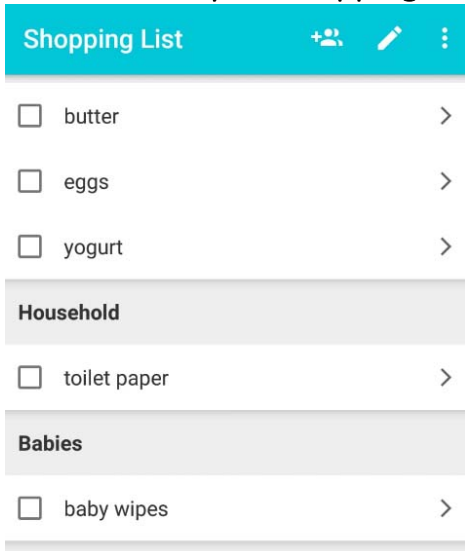 Shopping List
butter
eggs
yogurt
Household
toilet paper
Babies
baby wipes